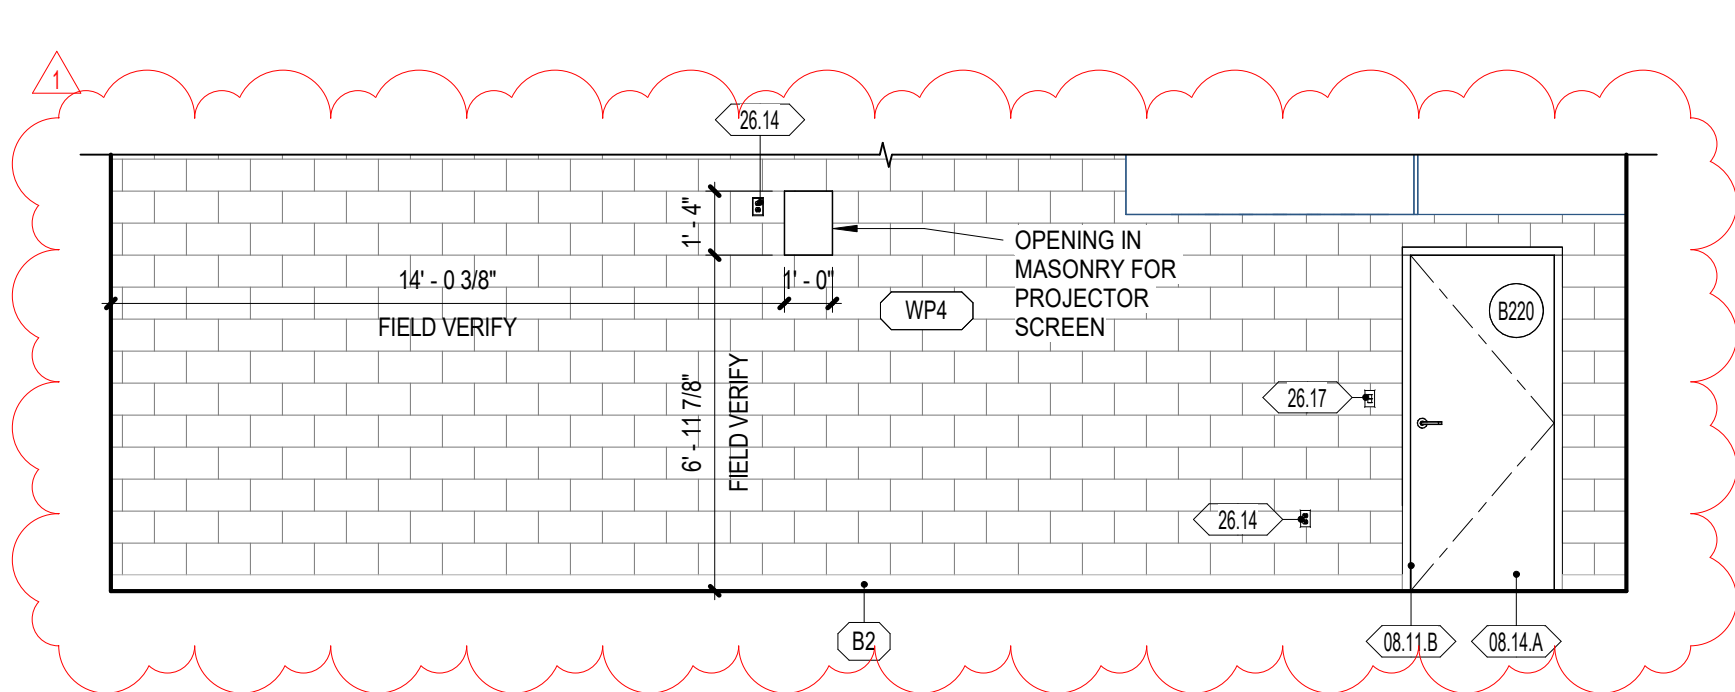 1
26.14
1' - 4"
OPENING IN
MASONRY FOR
PROJECTOR
SCREEN
14' - 0 3/8"
FIELD VERIFY
1' - 0"
WP4
B220
6' - 11 7/8"
FIELD VERIFY
26.17
26.14
B2
08.11.B
08.14.A